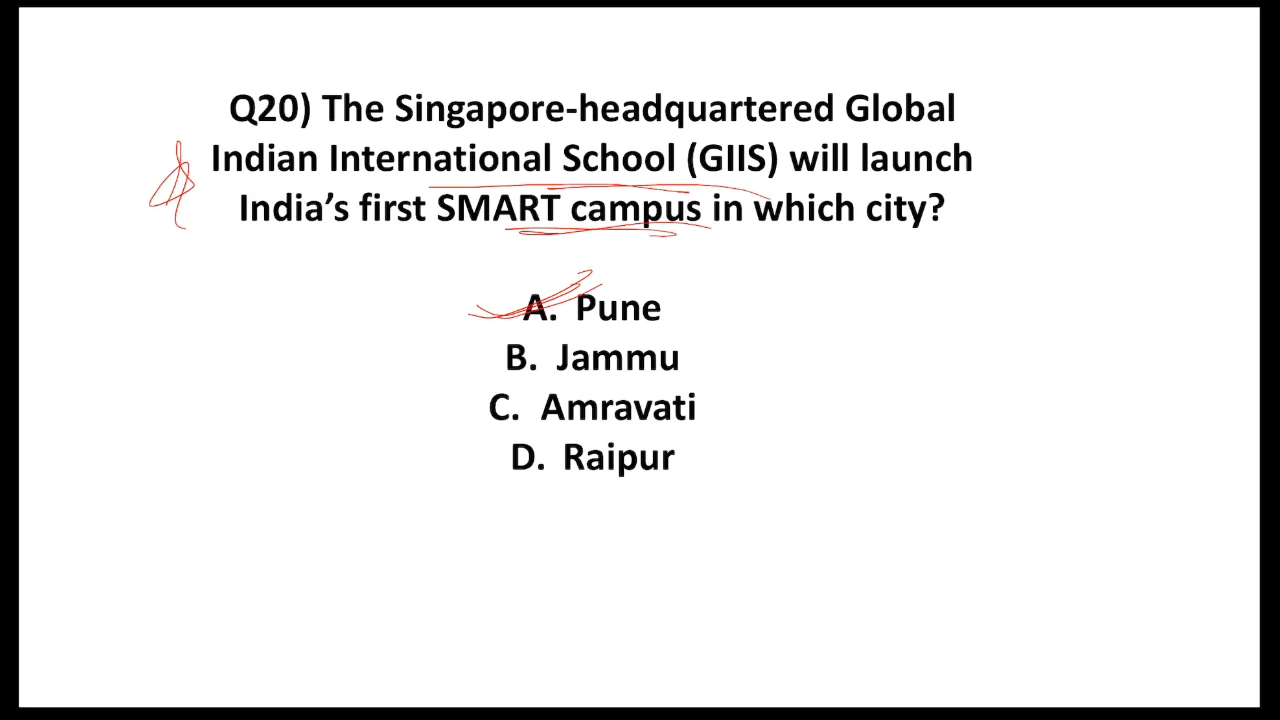 Q20) The Singapore-headquartered Global
Indian International School (GIIS) will launch
India’s first SMART campus in which city?
A. Pune
B. Jammu
C. Amravati
D. Raipur